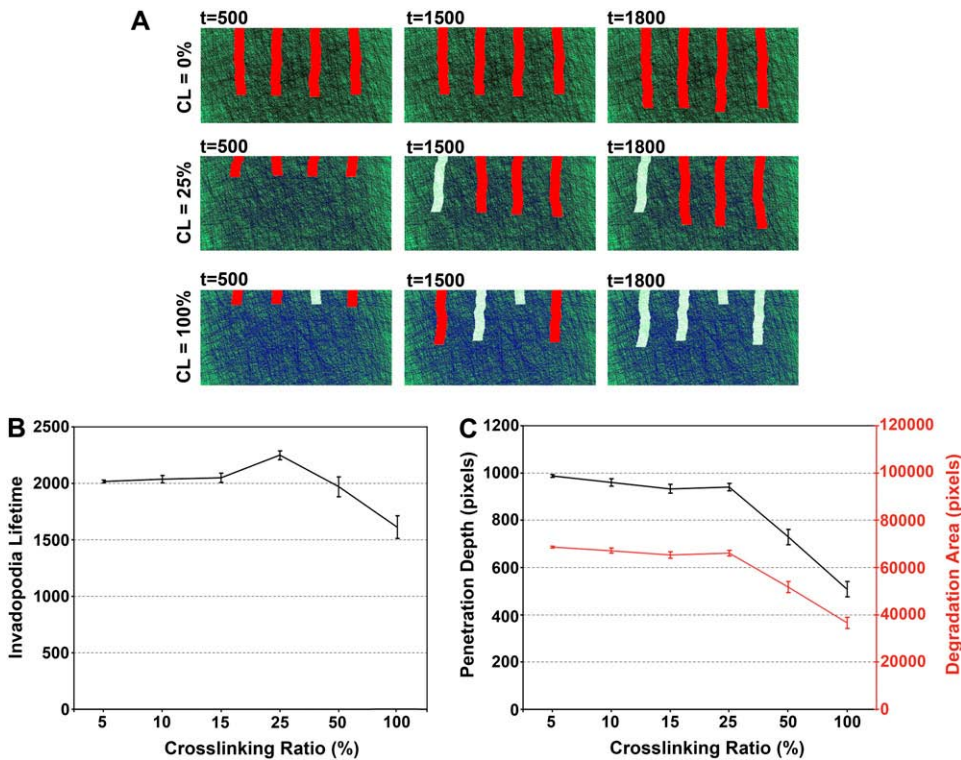 A
t=500 t=1500 t=1800
CL = 0%
t=500 t=1500 t=1800
CL = 25%
t=500 t=1500 t=1800
CL = 100%
B
2500
2000
1500
1000
500
0
Invadopodia Lifetime
5 10 15 25 50 100
Crosslinking Ratio (%)
C
1200
1000
800
600
400
200
0
Penetration Depth (pixels)
120000
100000
80000
60000
40000
20000
0
Degradation Area (pixels)
5 10 15 25 50 100
Crosslinking Ratio (%)